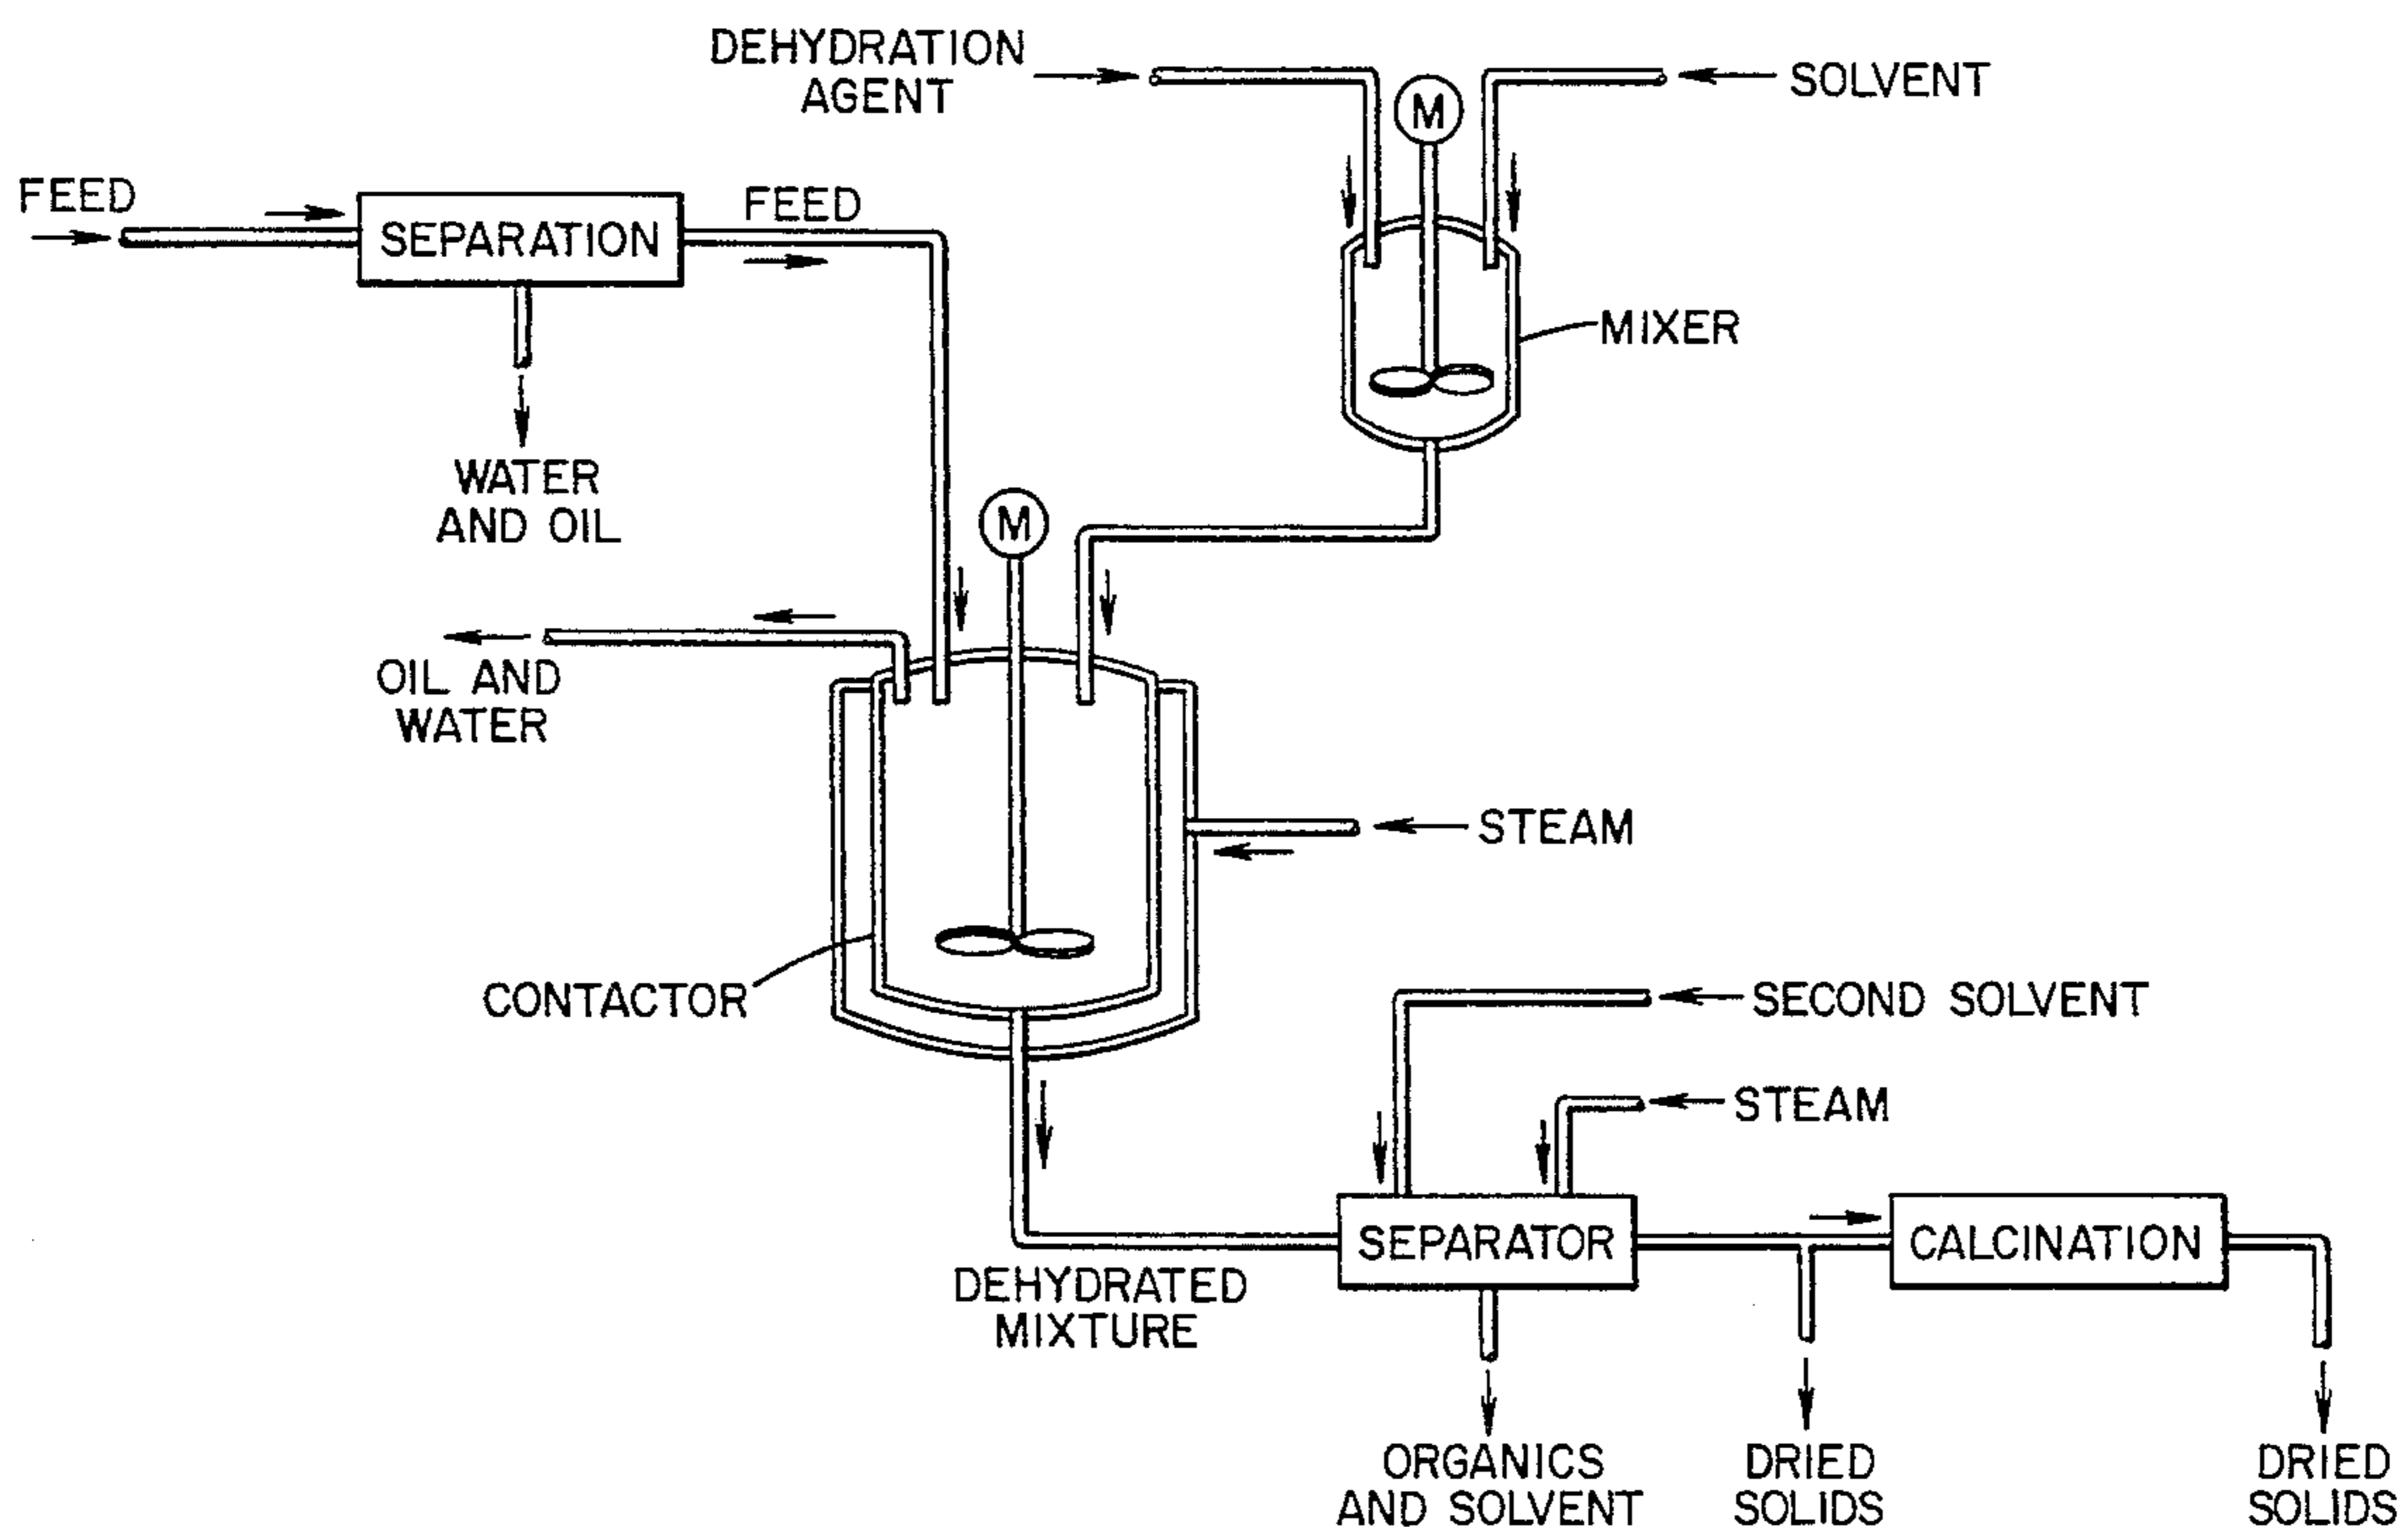 DEHYDRATION
AGENT
SOLVENT
M
FEED
SEPARATION
FEED
MIXER
WATER
AND OIL
M
OIL AND
WATER
STEAM
CONTACTOR
SECOND SOLVENT
STEAM
SEPARATOR
CALCINATION
DEHYDRATED
MIXTURE
ORGANICS
AND SOLVENT
DRIED
SOLIDS
DRIED
SOLIDS